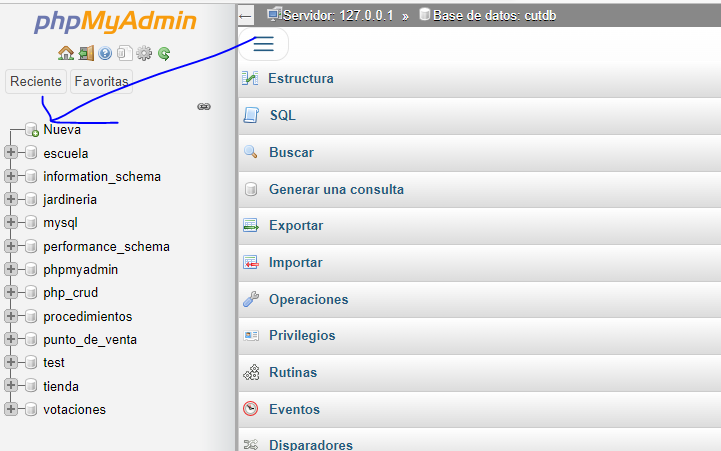 phpMyAdmin
Reciente Favoritas
Nueva
escuela
information_schema
jardineria
mysql
performance_schema
phpmyadmin
php_crud
procedimientos
punto_de_venta
test
tienda
votaciones
Servidor: 127.0.0.1 » Base de datos: cutdb
Estructura
SQL
Buscar
Generar una consulta
Exportar
Importar
Operaciones
Privilegios
Rutinas
Eventos
Disparadores